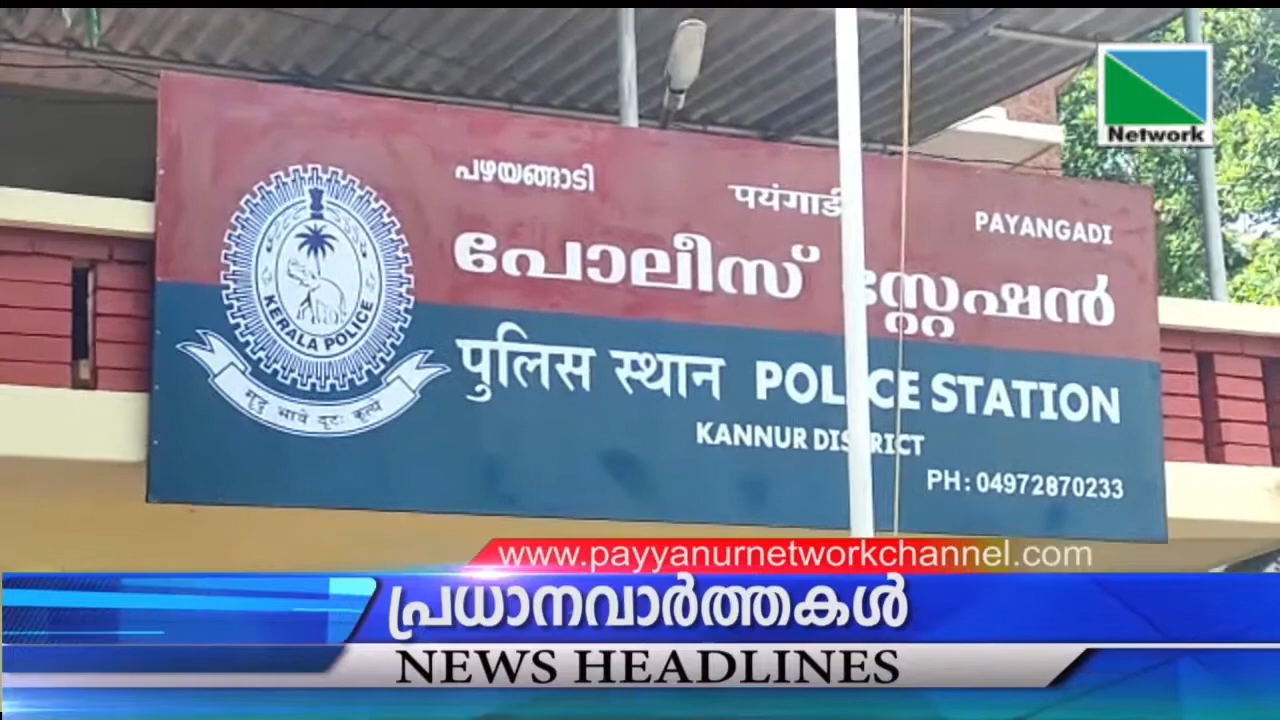 Network
പഴയങ്ങാടി पयंगाडी PAYANGADI
പോലീസ് സ്റ്റേഷൻ
KERALA POLICE
पुलिस स्थान POLICE STATION
मृदु भावे दृढः कृत्ये
KANNUR DISTRICT
PH: 04972870233
www.payyanurnetworkchannel.com
പ്രധാനവാർത്തകൾ
NEWS HEADLINES